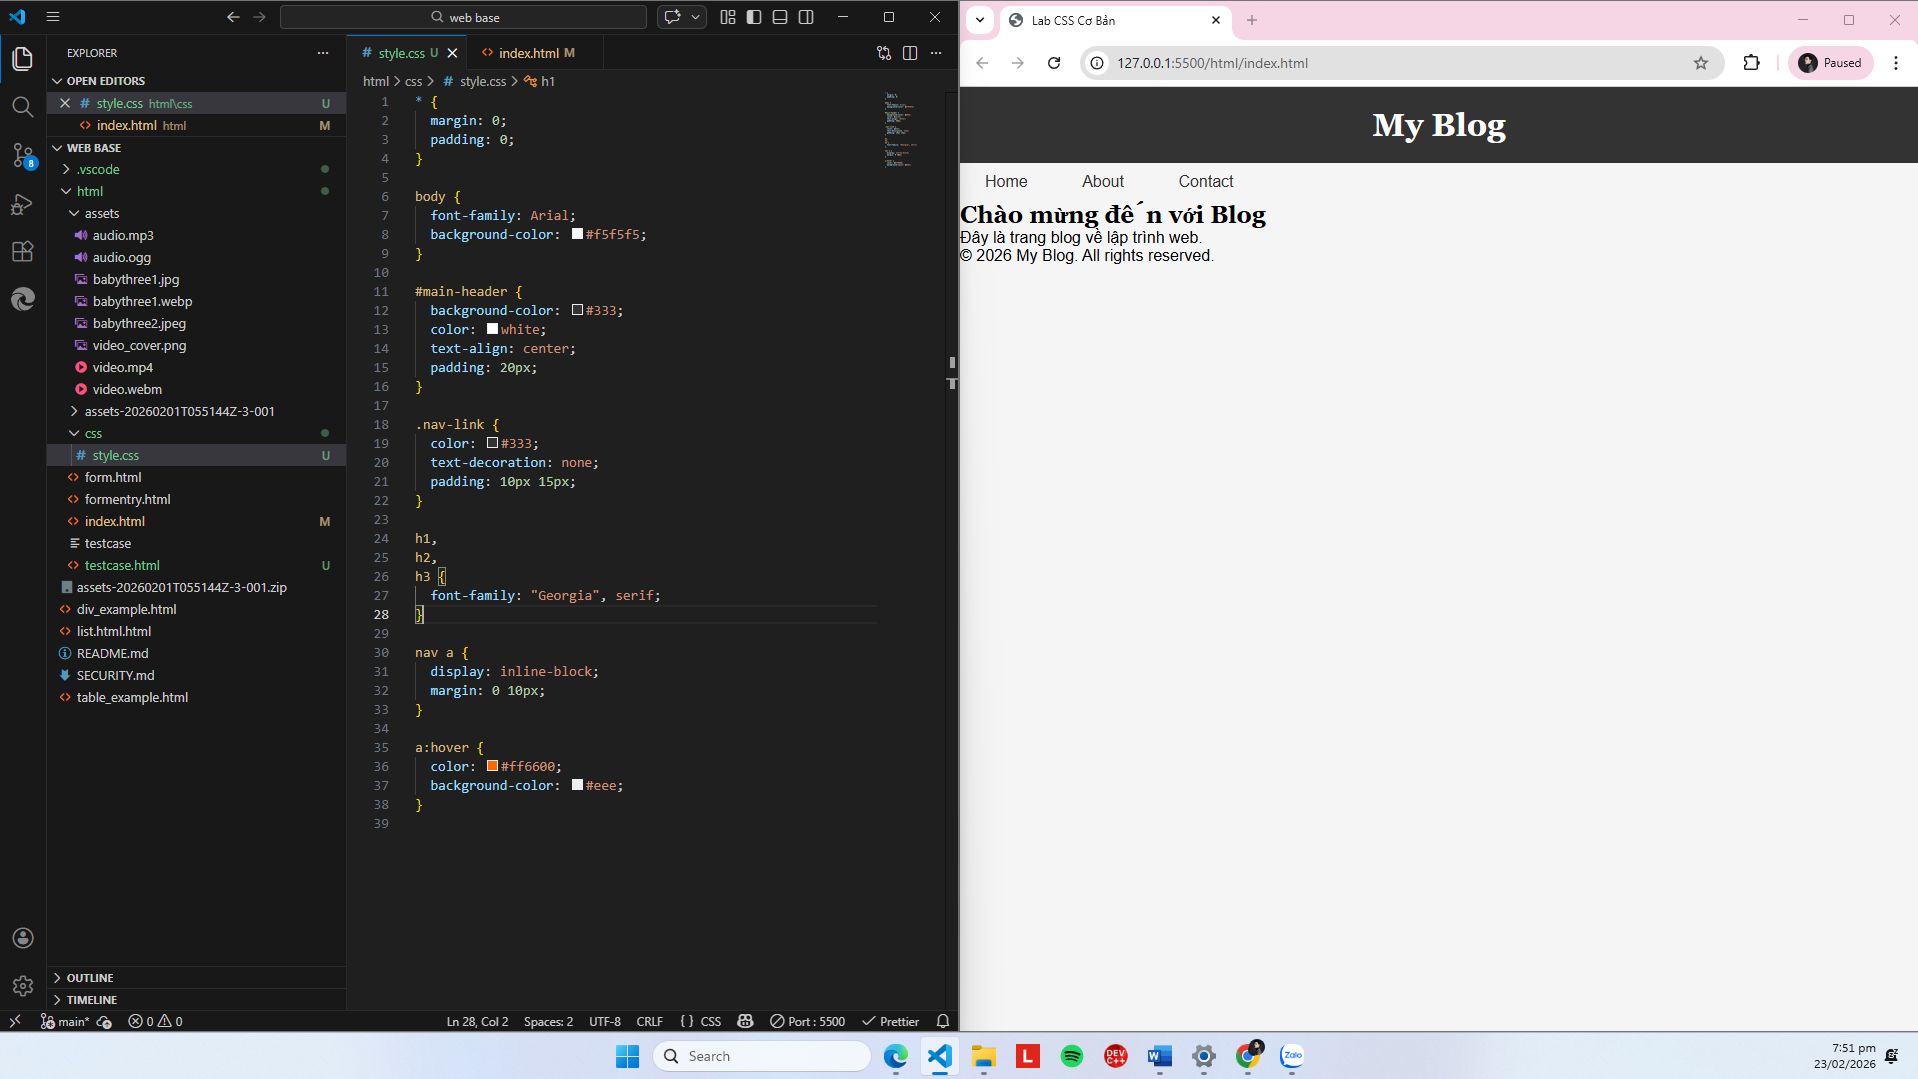 web base
EXPLORER
OPEN EDITORS
style.css html\css U
index.html html M
WEB BASE
.vscode
html
assets
audio.mp3
audio.ogg
babythree1.jpg
babythree1.webp
babythree2.jpeg
video_cover.png
video.mp4
video.webm
assets-20260201T055144Z-3-001
css
style.css U
form.html
formentry.html
index.html M
testcase
testcase.html U
assets-20260201T055144Z-3-001.zip
div_example.html
list.html.html
README.md
SECURITY.md
table_example.html
OUTLINE
TIMELINE
style.css U
index.html M
html > css > # style.css > h1
1 * {
2 margin: 0;
3 padding: 0;
4 }
5
6 body {
7 font-family: Arial;
8 background-color: #f5f5f5;
9 }
10
11 #main-header {
12 background-color: #333;
13 color: white;
14 text-align: center;
15 padding: 20px;
16 }
17
18 .nav-link {
19 color: #333;
20 text-decoration: none;
21 padding: 10px 15px;
22 }
23
24 h1,
25 h2,
26 h3 {
27 font-family: "Georgia", serif;
28 }
29
30 nav a {
31 display: inline-block;
32 margin: 0 10px;
33 }
34
35 a:hover {
36 color: #ff6600;
37 background-color: #eee;
38 }
39
8
main* 0 0 Ln 28, Col 2 Spaces: 2 UTF-8 CRLF { } CSS Port : 5500 Prettier
Lab CSS Cơ Bản
127.0.0.1:5500/html/index.html
Paused
My Blog
Home About Contact
Chào mừng đến với Blog
Đây là trang blog về lập trình web.
© 2026 My Blog. All rights reserved.
Search
L
DEV C++
W
Zalo
7:51 pm
23/02/2026